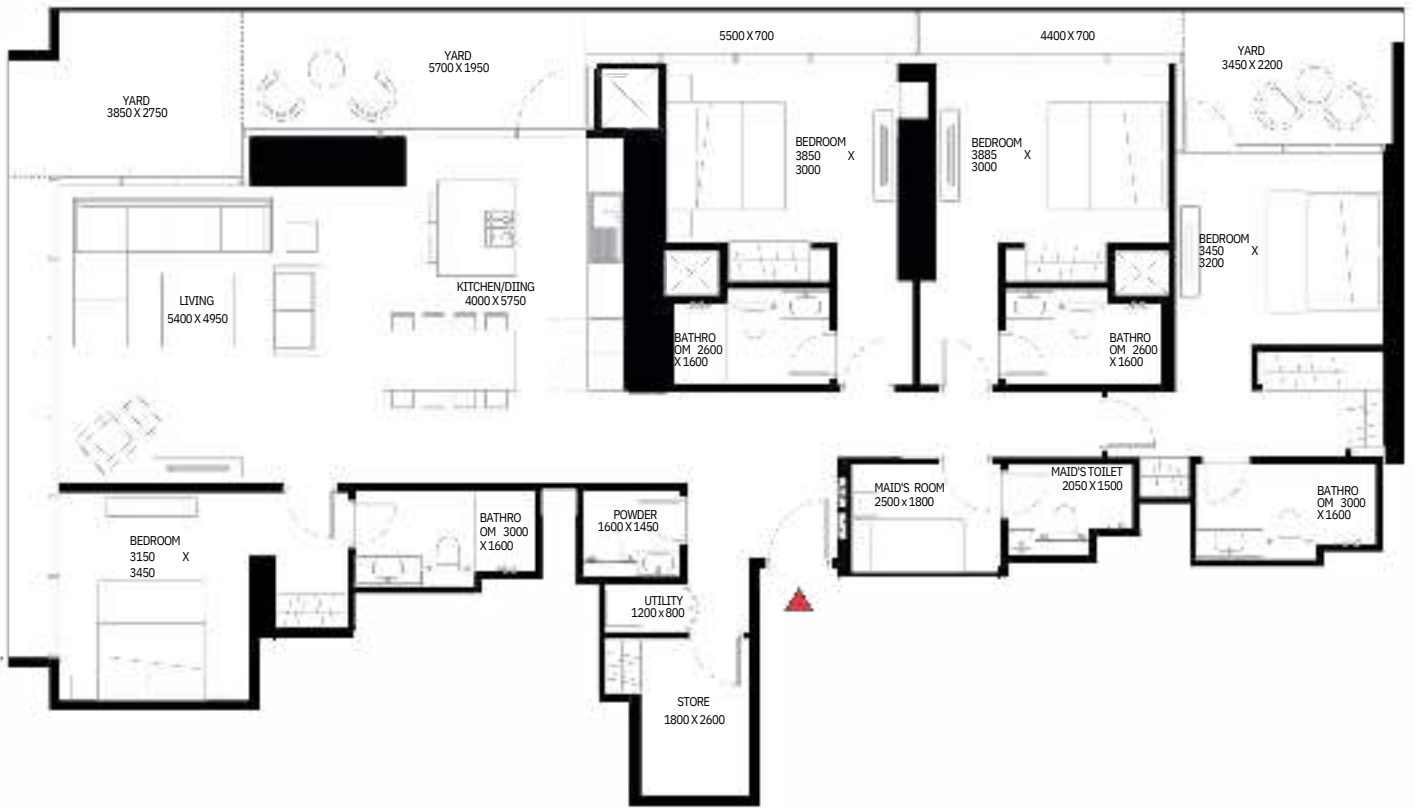 5500 X 700
4400 X 700
YARD
5700 X 1950
YARD
3450 X 2200
YARD
3850 X 2750
BEDROOM
3850 X
3000
BEDROOM
3885 X
3000
BEDROOM
3450 X
3200
KITCHEN/DIING
4000 X 5750
LIVING
5400 X 4950
BATHRO
OM 2600
X 1600
BATHRO
OM 2600
X 1600
MAID'S ROOM
2500 x 1800
MAID'S TOILET
2050 X 1500
BATHRO
OM 3000
X 1600
BATHRO
OM 3000
X 1600
POWDER
1600 X 1450
BEDROOM
3150 X
3450
UTILITY
1200 x 800
STORE
1800 X 2600